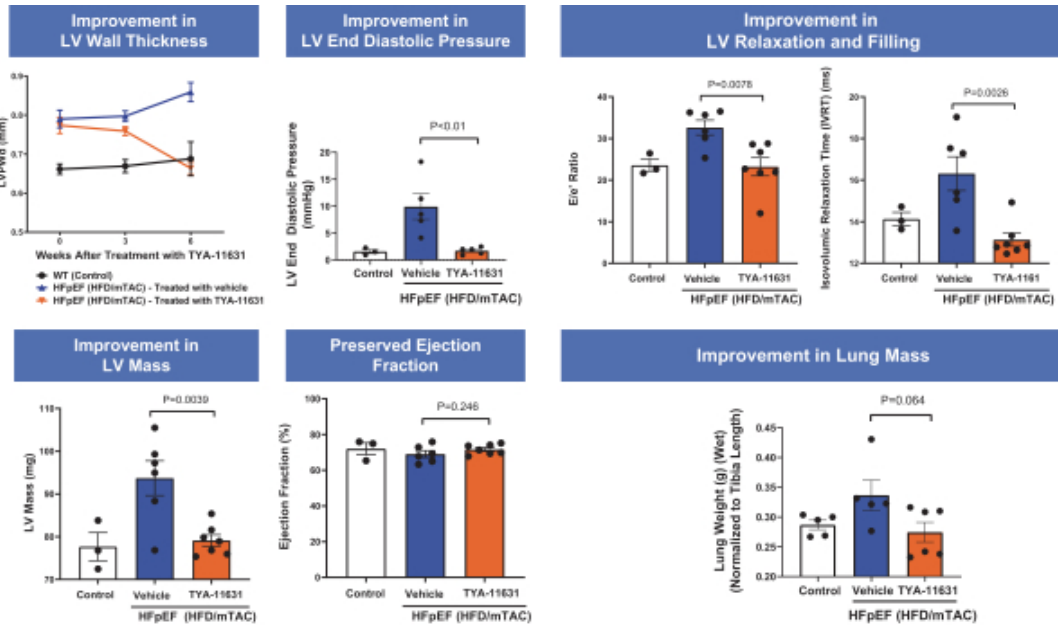 Improvement in
LV Wall Thickness
0.9
0.8
0.7
0.6
0.5
LVPWd (mm)
0
3
6
Weeks After Treatment with TYA-11631
WT (Control)
HFpEF (HFD/mTAC) - Treated with vehicle
HFpEF (HFD/mTAC) - Treated with TYA-11631
Improvement in
LV End Diastolic Pressure
P<0.01
20
15
10
5
0
LV End Diastolic Pressure
(mmHg)
Control
Vehicle
TYA-11631
HFpEF (HFD/mTAC)
Improvement in
LV Relaxation and Filling
P=0.0078
40
30
20
10
0
E/e' Ratio
Control
Vehicle
TYA-11631
HFpEF (HFD/mTAC)
P=0.0026
20
18
16
14
12
Isovolumic Relaxation Time (IVRT) (ms)
Control
Vehicle
TYA-1161
HFpEF (HFD/mTAC)
Improvement in
LV Mass
P=0.0039
110
100
90
80
70
LV Mass (mg)
Control
Vehicle
TYA-11631
HFpEF (HFD/mTAC)
Preserved Ejection
Fraction
P=0.246
100
80
60
40
20
0
Ejection Fraction (%)
Control
Vehicle
TYA-11631
HFpEF (HFD/mTAC)
Improvement in Lung Mass
P=0.064
0.45
0.40
0.35
0.30
0.25
0.20
Lung Weight (g) (Wet)
(Normalized to Tibia Length)
Control
Vehicle
TYA-11631
HFpEF (HFD/mTAC)